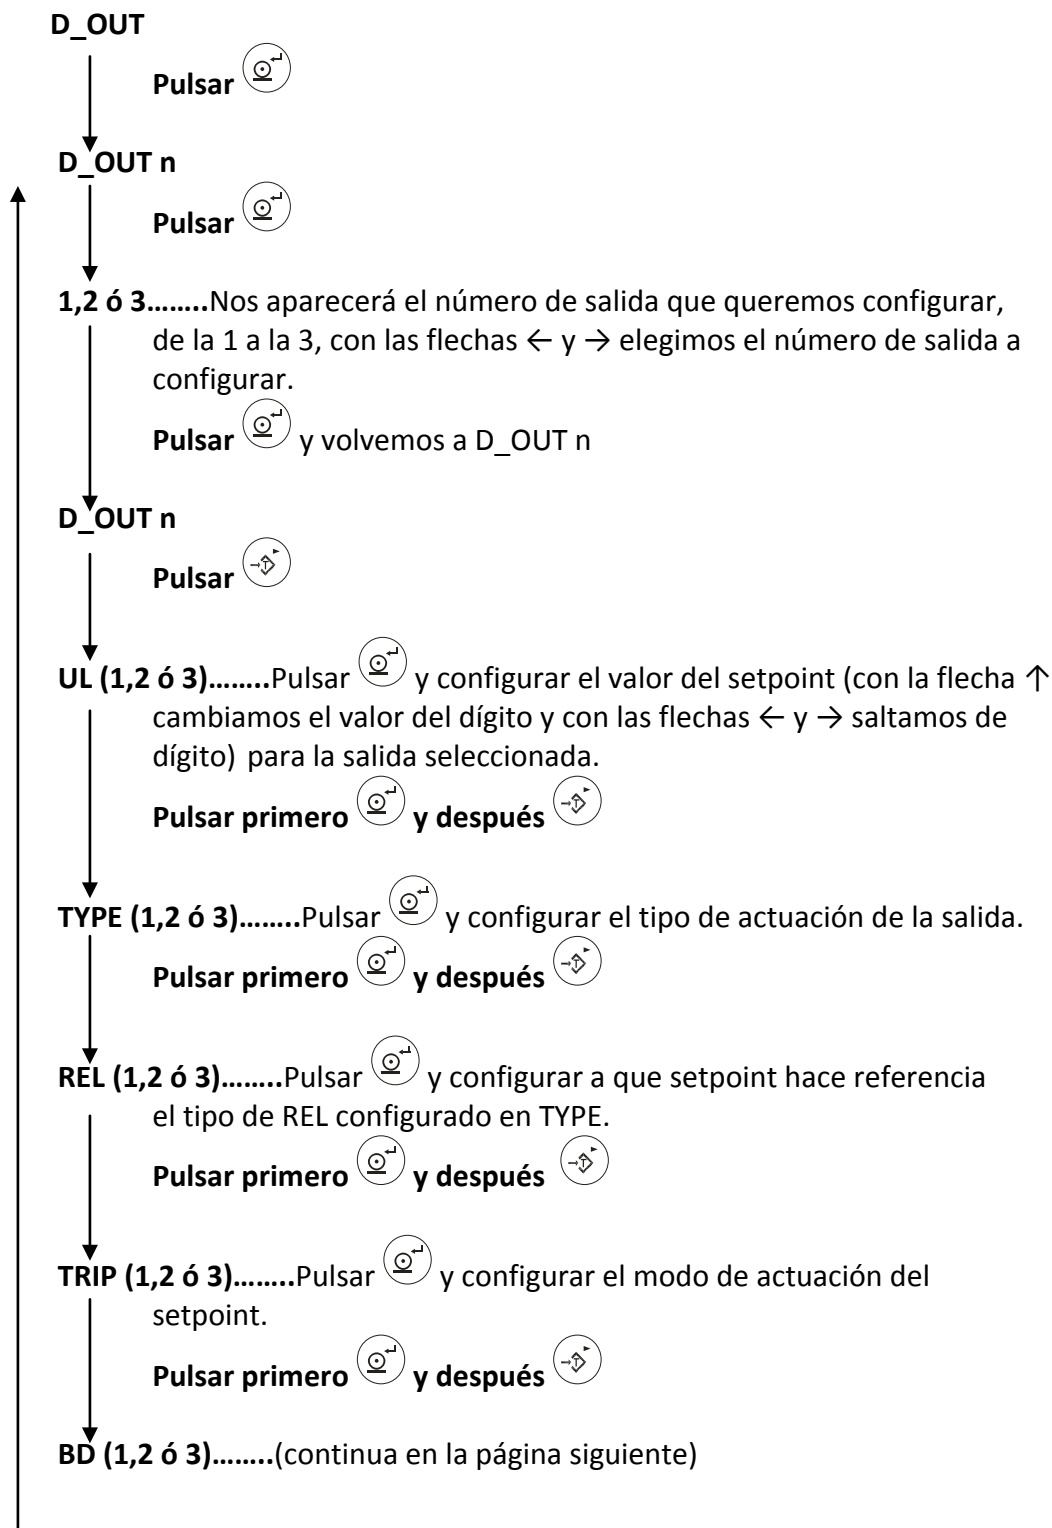 D_OUT
Pulsar
D_OUT n
Pulsar
1,2 ó 3……..Nos aparecerá el número de salida que queremos configurar,
de la 1 a la 3, con las flechas ← y → elegimos el número de salida a
configurar.
Pulsar y volvemos a D_OUT n
D_OUT n
Pulsar
UL (1,2 ó 3)……..Pulsar y configurar el valor del setpoint (con la flecha ↑
cambiamos el valor del dígito y con las flechas ← y → saltamos de
dígito) para la salida seleccionada.
Pulsar primero y después
TYPE (1,2 ó 3)……..Pulsar y configurar el tipo de actuación de la salida.
Pulsar primero y después
REL (1,2 ó 3)……..Pulsar y configurar a que setpoint hace referencia
el tipo de REL configurado en TYPE.
Pulsar primero y después
TRIP (1,2 ó 3)……..Pulsar y configurar el modo de actuación del
setpoint.
Pulsar primero y después
BD (1,2 ó 3)……..(continua en la página siguiente)